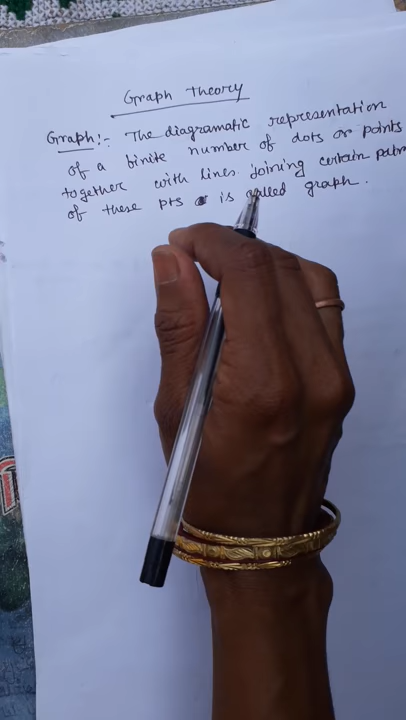 Graph Theory
Graph:- The diagramatic representation
of a finite number of dots or points
together with lines joining certain pairs
of these pts is called graph.